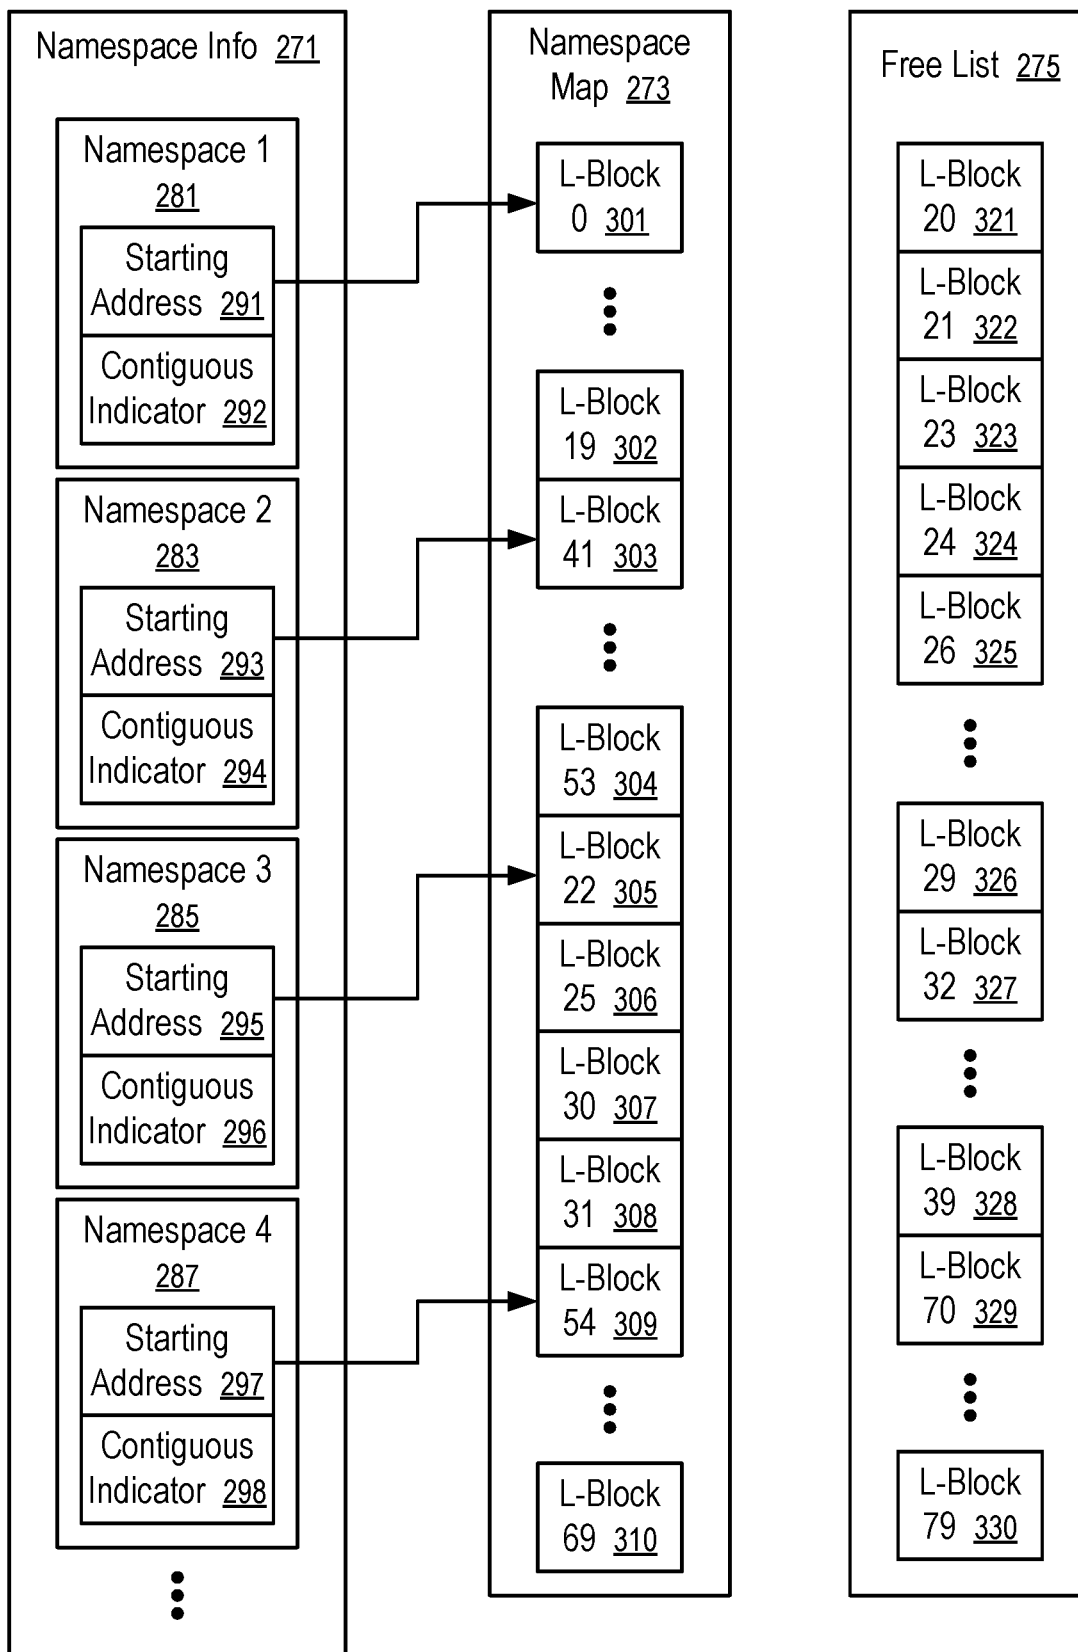 Namespace Info 271
Namespace 1
281
Starting
Address 291
Contiguous
Indicator 292
Namespace 2
283
Starting
Address 293
Contiguous
Indicator 294
Namespace 3
285
Starting
Address 295
Contiguous
Indicator 296
Namespace 4
287
Starting
Address 297
Contiguous
Indicator 298
Namespace
Map 273
L-Block
0 301
L-Block
19 302
L-Block
41 303
L-Block
53 304
L-Block
22 305
L-Block
25 306
L-Block
30 307
L-Block
31 308
L-Block
54 309
L-Block
69 310
Free List 275
L-Block
20 321
L-Block
21 322
L-Block
23 323
L-Block
24 324
L-Block
26 325
L-Block
29 326
L-Block
32 327
L-Block
39 328
L-Block
70 329
L-Block
79 330